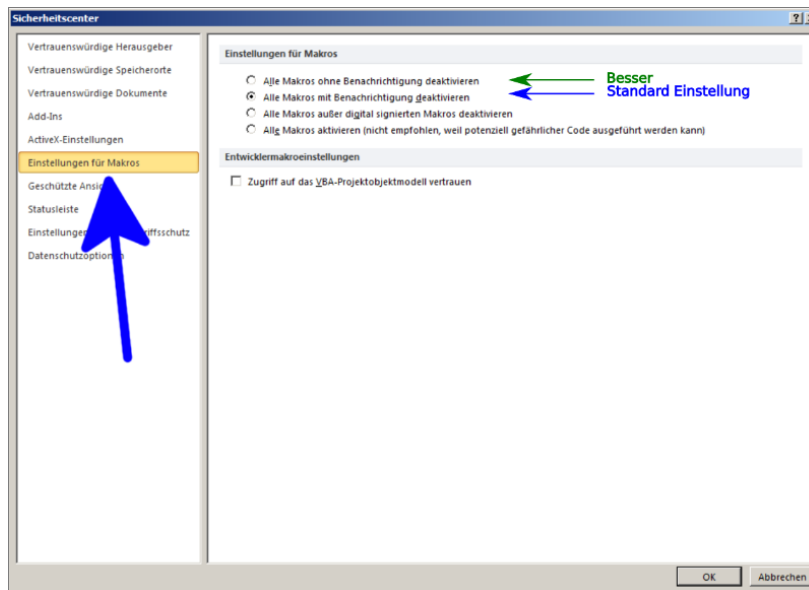 Sicherheitscenter
Vertrauenswürdige Herausgeber
Vertrauenswürdige Speicherorte
Vertrauenswürdige Dokumente
Add-Ins
ActiveX-Einstellungen
Einstellungen für Makros
Geschützte
Statusleiste
Datenschutzoptionen
Einstellungen für Makros
Alle Makros ohne Benachrichtigung deaktivieren
Besser
Alle Makros mit Benachrichtigung deaktivieren
Standard Einstellung
Alle Makros außer digital signierten Makros deaktivieren
Alle Makros aktivieren (nicht empfohlen, weil potenziell gefährlicher Code ausgeführt werden kann)
Entwicklermakroeinstellungen
Zugriff auf das VBA-Projektobjektmodell vertrauen
OK
Abbrechen